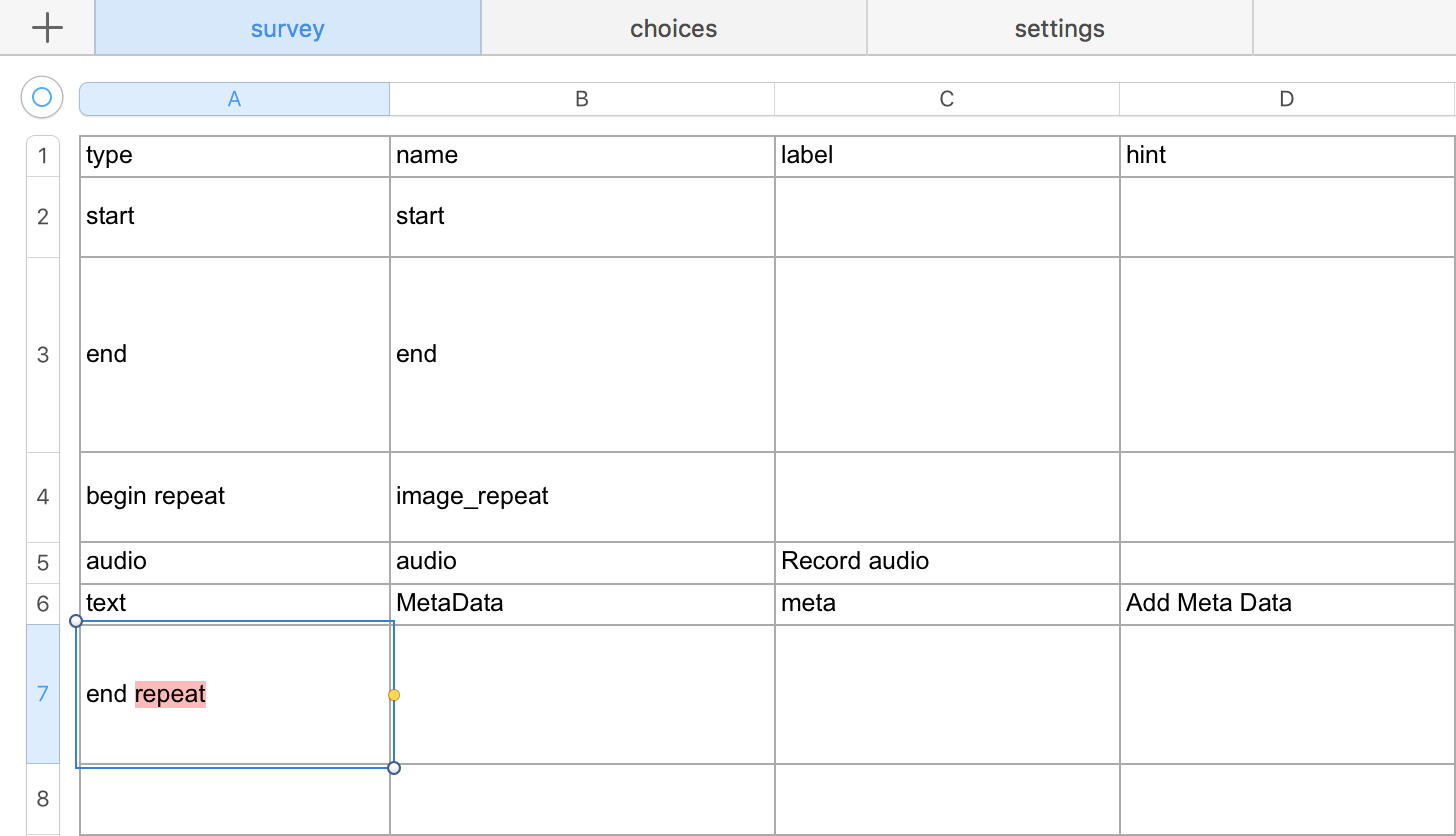 survey choices settings
A B C D
1 type name label hint
2 start start
3 end end
4 begin repeat image_repeat
5 audio audio Record audio
6 text MetaData meta Add Meta Data
7 end repeat
8